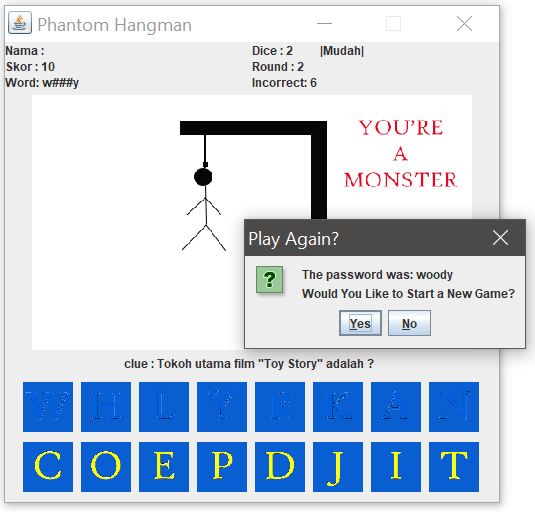 Phantom Hangman
Nama :
Dice : 2 |Mudah|
Skor : 10
Round : 2
Word: w###y
Incorrect: 6
YOU'RE
A
MONSTER
Play Again?
The password was: woody
Would You Like to Start a New Game?
Yes No
clue : Tokoh utama film "Toy Story" adalah ?
W H L Y R K A N
C O E P D J I T